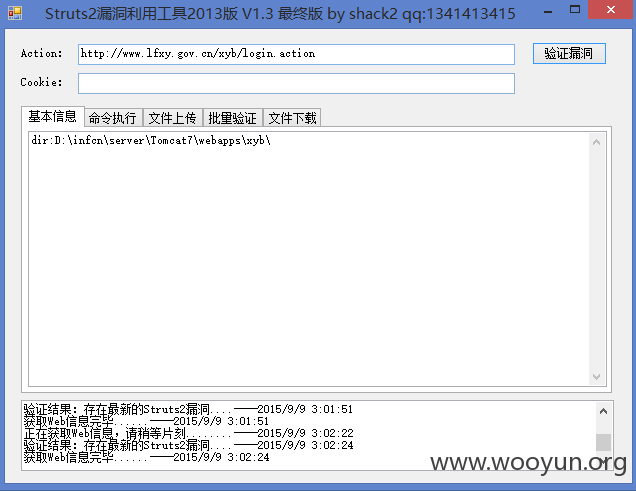 Struts2漏洞利用工具2013版 V1.3 最终版 by shack2 qq:1341413415
Action: http://www.lfxy.gov.cn/xyb/login.action 验证漏洞
Cookie:
基本信息 命令执行 文件上传 批量验证 文件下载
dir:D:\infcn\server\Tomcat7\webapps\xyb\
验证结果: 存在最新的Struts2漏洞....----2015/9/9 3:01:51
获取Web信息完毕......----2015/9/9 3:01:51
正在获取Web信息，请稍等片刻........----2015/9/9 3:02:22
验证结果: 存在最新的Struts2漏洞....----2015/9/9 3:02:24
获取Web信息完毕......----2015/9/9 3:02:24
www.wooyun.org